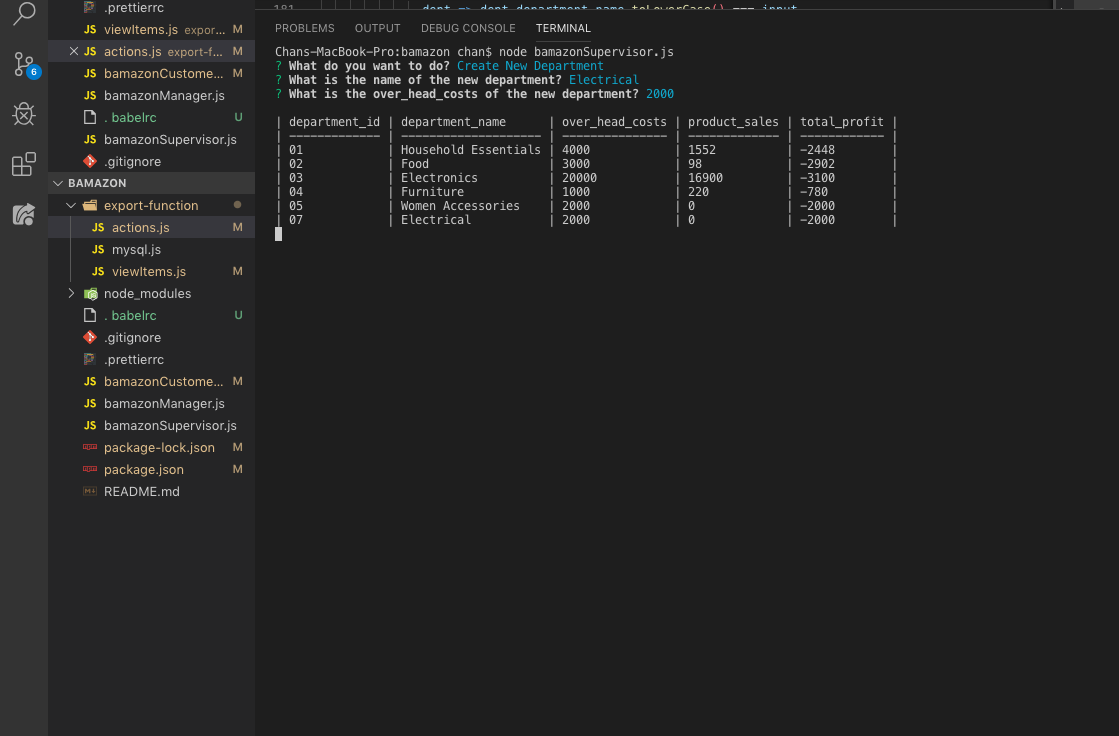 .prettierrc
JS viewItems.js expor... M
JS actions.js export-f... M
JS bamazonCustome... M
JS bamazonManager.js
. babelrc U
JS bamazonSupervisor.js
.gitignore
6
BAMAZON
export-function
JS actions.js M
JS mysql.js
JS viewItems.js M
node_modules
. babelrc U
.gitignore
.prettierrc
JS bamazonCustome... M
JS bamazonManager.js
JS bamazonSupervisor.js
package-lock.json M
package.json M
README.md
181 dept => dept.department_name.toLowerCase() === input
PROBLEMS OUTPUT DEBUG CONSOLE TERMINAL
Chans-MacBook-Pro:bamazon chan$ node bamazonSupervisor.js
? What do you want to do? Create New Department
? What is the name of the new department? Electrical
? What is the over_head_costs of the new department? 2000
| department_id | department_name | over_head_costs | product_sales | total_profit |
| ------------- | -------------------- | --------------- | ------------- | ------------ |
| 01 | Household Essentials | 4000 | 1552 | -2448 |
| 02 | Food | 3000 | 98 | -2902 |
| 03 | Electronics | 20000 | 16900 | -3100 |
| 04 | Furniture | 1000 | 220 | -780 |
| 05 | Women Accessories | 2000 | 0 | -2000 |
| 07 | Electrical | 2000 | 0 | -2000 |